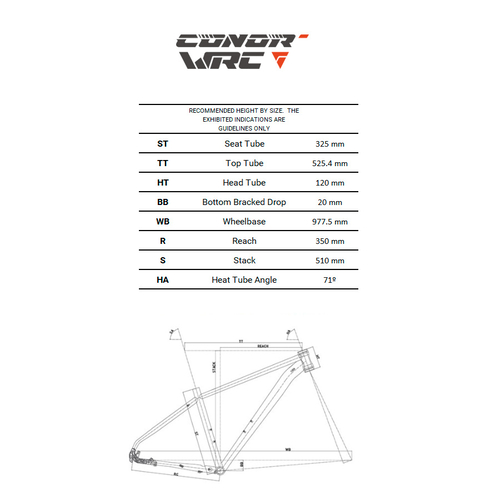 CONOR
WRC
RECOMMENDED HEIGHT BY SIZE. THE
EXHIBITED INDICATIONS ARE
GUIDELINES ONLY
ST Seat Tube 325 mm
TT Top Tube 525.4 mm
HT Head Tube 120 mm
BB Bottom Bracked Drop 20 mm
WB Wheelbase 977.5 mm
R Reach 350 mm
S Stack 510 mm
HA Heat Tube Angle 71º
TT
REACH
STACK
HT
ST
WB
BB